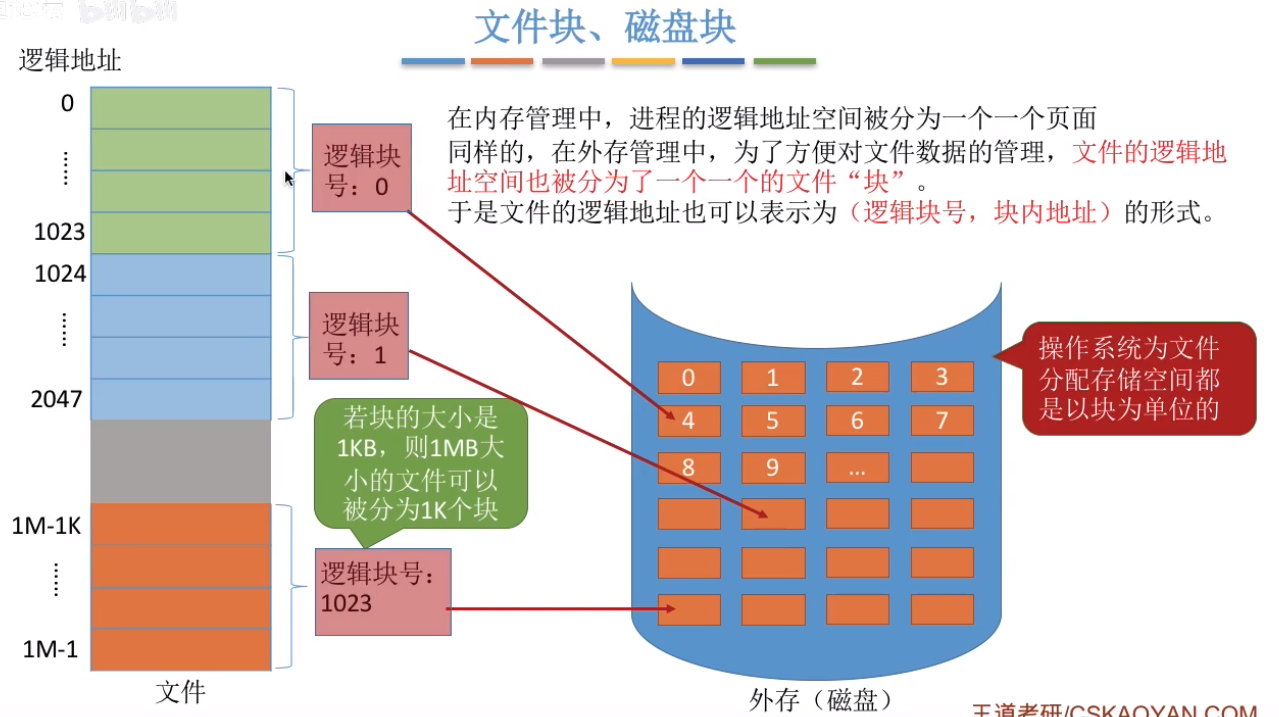 bilibili
文件块、磁盘块
逻辑地址
0
……
1023
1024
……
2047
1M-1K
……
1M-1
文件
逻辑块
号：0
逻辑块
号：1
若块的大小是
1KB，则1MB大
小的文件可以
被分为1K个块
逻辑块号：
1023
在内存管理中，进程的逻辑地址空间被分为一个一个页面
同样的，在外存管理中，为了方便对文件数据的管理，文件的逻辑地
址空间也被分为了一个一个的文件“块”。
于是文件的逻辑地址也可以表示为（逻辑块号，块内地址）的形式。
0 1 2 3
4 5 6 7
8 9 …
外存（磁盘）
操作系统为文件
分配存储空间都
是以块为单位的
王道考研/CSKAOYAN.COM